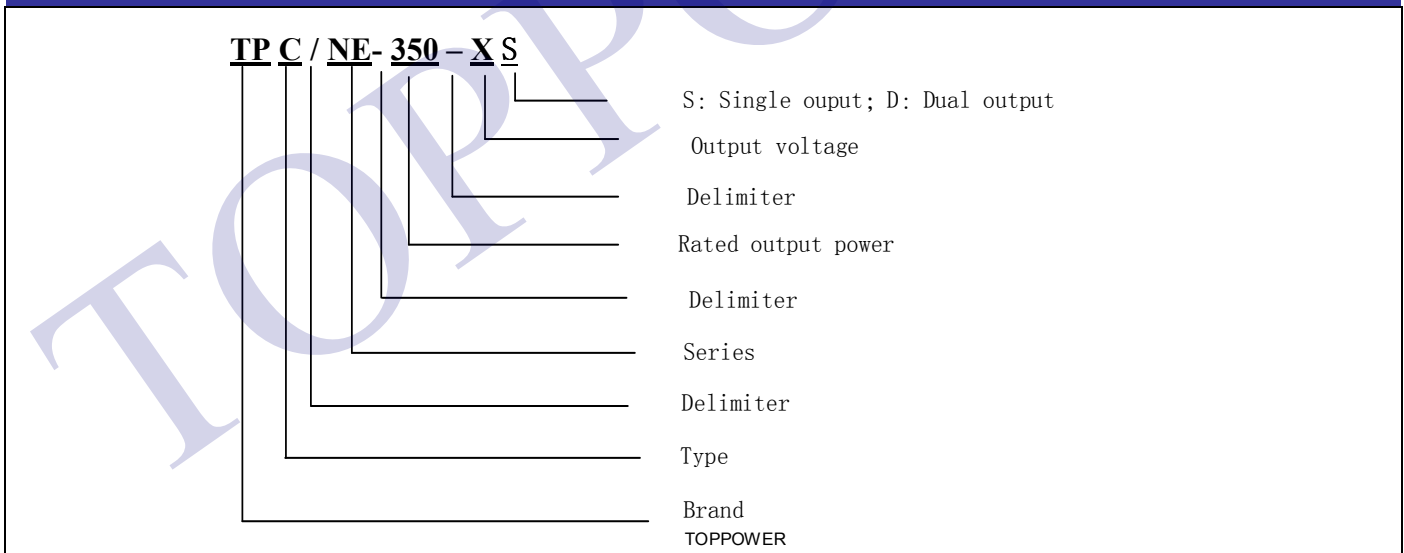 TP C / NE- 350 – X S
S: Single ouput; D: Dual output
Output voltage
Delimiter
Rated output power
Delimiter
Series
Delimiter
Type
Brand
TOPPOWER